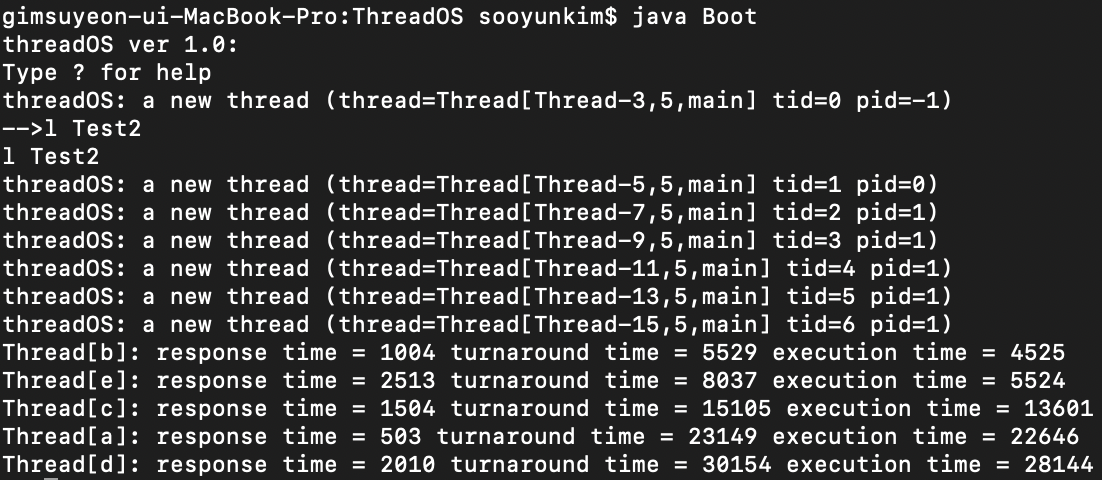 gimsuyeon-ui-MacBook-Pro:ThreadOS sooyunkim$ java Boot
threadOS ver 1.0:
Type ? for help
threadOS: a new thread (thread=Thread[Thread-3,5,main] tid=0 pid=-1)
-->l Test2
l Test2
threadOS: a new thread (thread=Thread[Thread-5,5,main] tid=1 pid=0)
threadOS: a new thread (thread=Thread[Thread-7,5,main] tid=2 pid=1)
threadOS: a new thread (thread=Thread[Thread-9,5,main] tid=3 pid=1)
threadOS: a new thread (thread=Thread[Thread-11,5,main] tid=4 pid=1)
threadOS: a new thread (thread=Thread[Thread-13,5,main] tid=5 pid=1)
threadOS: a new thread (thread=Thread[Thread-15,5,main] tid=6 pid=1)
Thread[b]: response time = 1004 turnaround time = 5529 execution time = 4525
Thread[e]: response time = 2513 turnaround time = 8037 execution time = 5524
Thread[c]: response time = 1504 turnaround time = 15105 execution time = 13601
Thread[a]: response time = 503 turnaround time = 23149 execution time = 22646
Thread[d]: response time = 2010 turnaround time = 30154 execution time = 28144